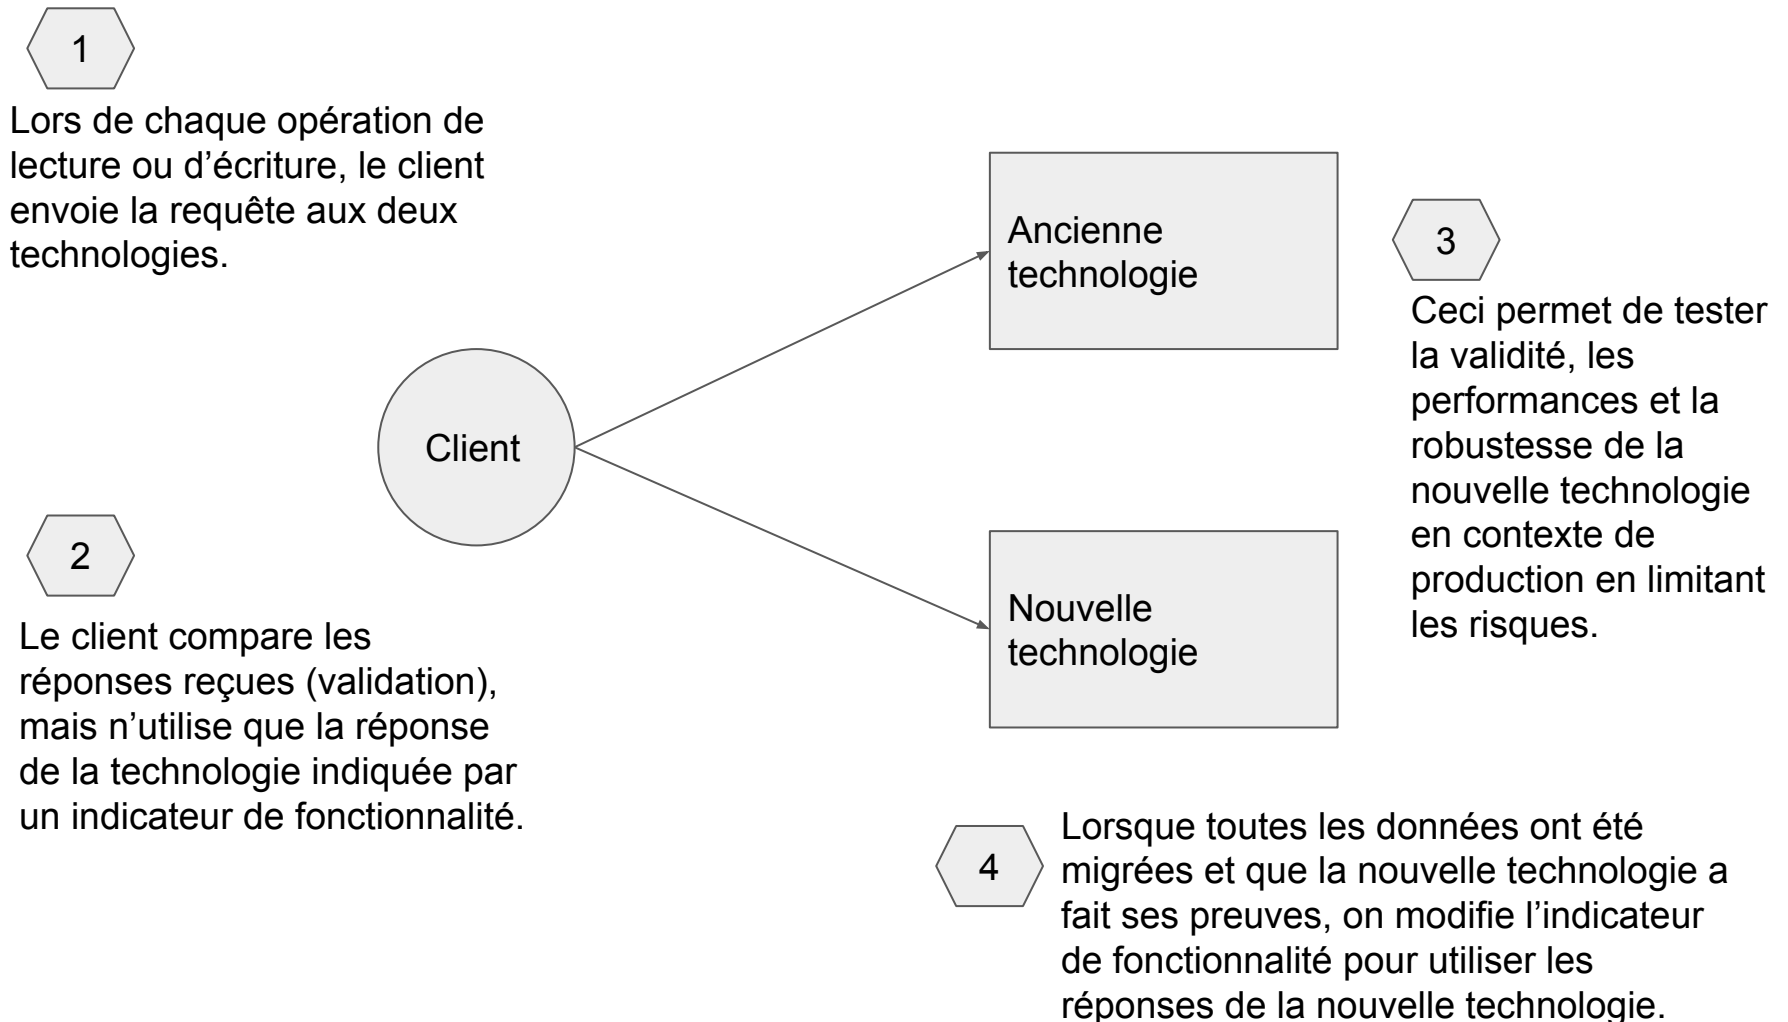 1
Lors de chaque opération de
lecture ou d’écriture, le client
envoie la requête aux deux
technologies.
Ancienne
technologie
3
Ceci permet de tester
la validité, les
performances et la
robustesse de la
nouvelle technologie
en contexte de
production en limitant
les risques.
Client
2
Le client compare les
réponses reçues (validation),
mais n’utilise que la réponse
de la technologie indiquée par
un indicateur de fonctionnalité.
Nouvelle
technologie
4
Lorsque toutes les données ont été
migrées et que la nouvelle technologie a
fait ses preuves, on modifie l’indicateur
de fonctionnalité pour utiliser les
réponses de la nouvelle technologie.